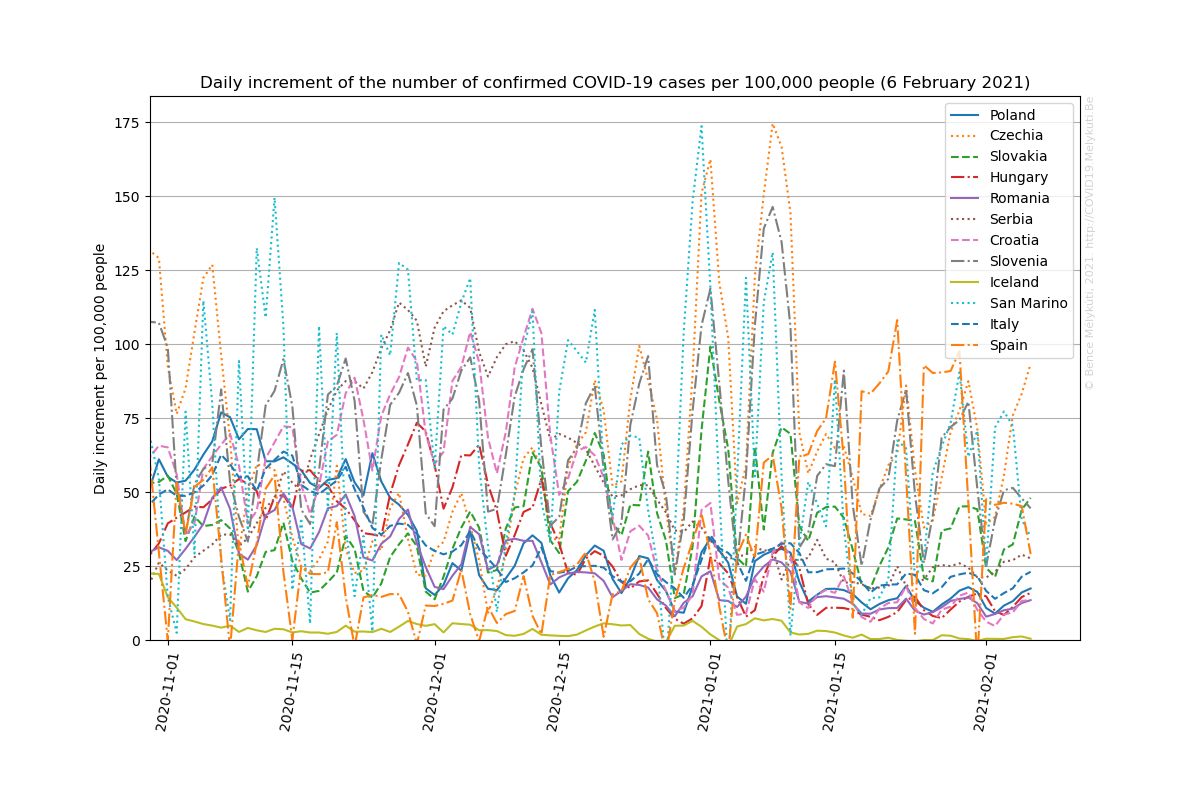 Daily increment of the number of confirmed COVID-19 cases per 100,000 people (6 February 2021)
Daily increment per 100,000 people
175
150
125
100
75
50
25
0
2020-11-01
2020-11-15
2020-12-01
2020-12-15
2021-01-01
2021-01-15
2021-02-01
Poland
Czechia
Slovakia
Hungary
Romania
Serbia
Croatia
Slovenia
Iceland
San Marino
Italy
Spain
© Bence Mélykúti, 2021 http://COVID19.Melykuti.Be